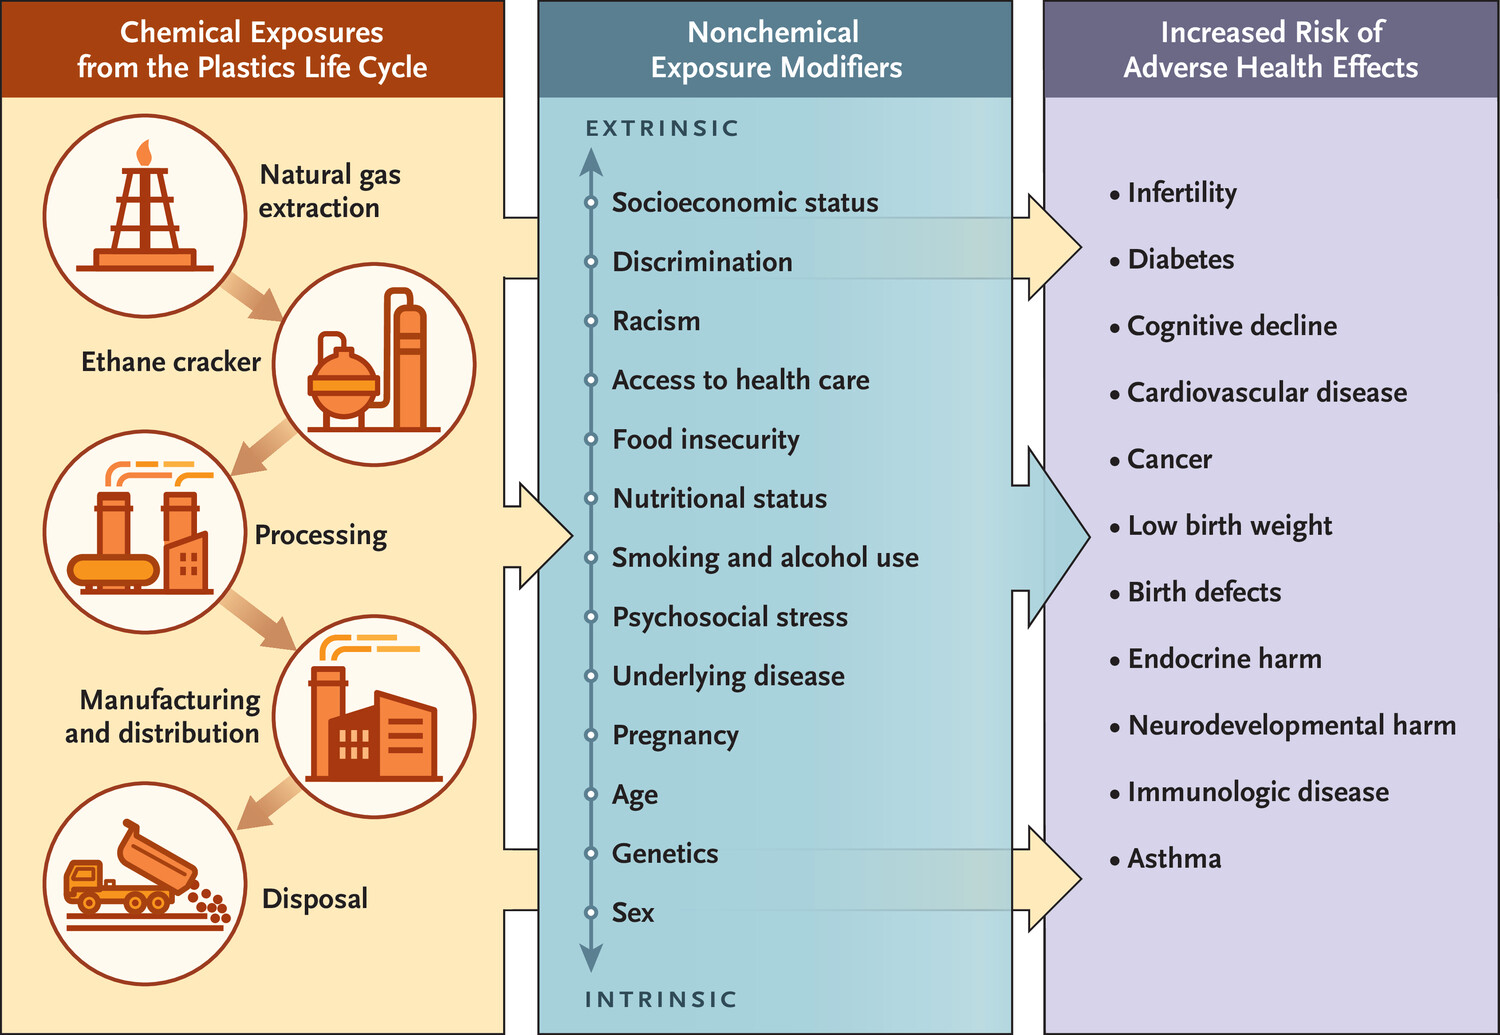 Chemical Exposures
from the Plastics Life Cycle
Natural gas
extraction
Ethane cracker
Processing
Manufacturing
and distribution
Disposal
Nonchemical
Exposure Modifiers
EXTRINSIC
Socioeconomic status
Discrimination
Racism
Access to health care
Food insecurity
Nutritional status
Smoking and alcohol use
Psychosocial stress
Underlying disease
Pregnancy
Age
Genetics
Sex
INTRINSIC
Increased Risk of
Adverse Health Effects
• Infertility
• Diabetes
• Cognitive decline
• Cardiovascular disease
• Cancer
• Low birth weight
• Birth defects
• Endocrine harm
• Neurodevelopmental harm
• Immunologic disease
• Asthma